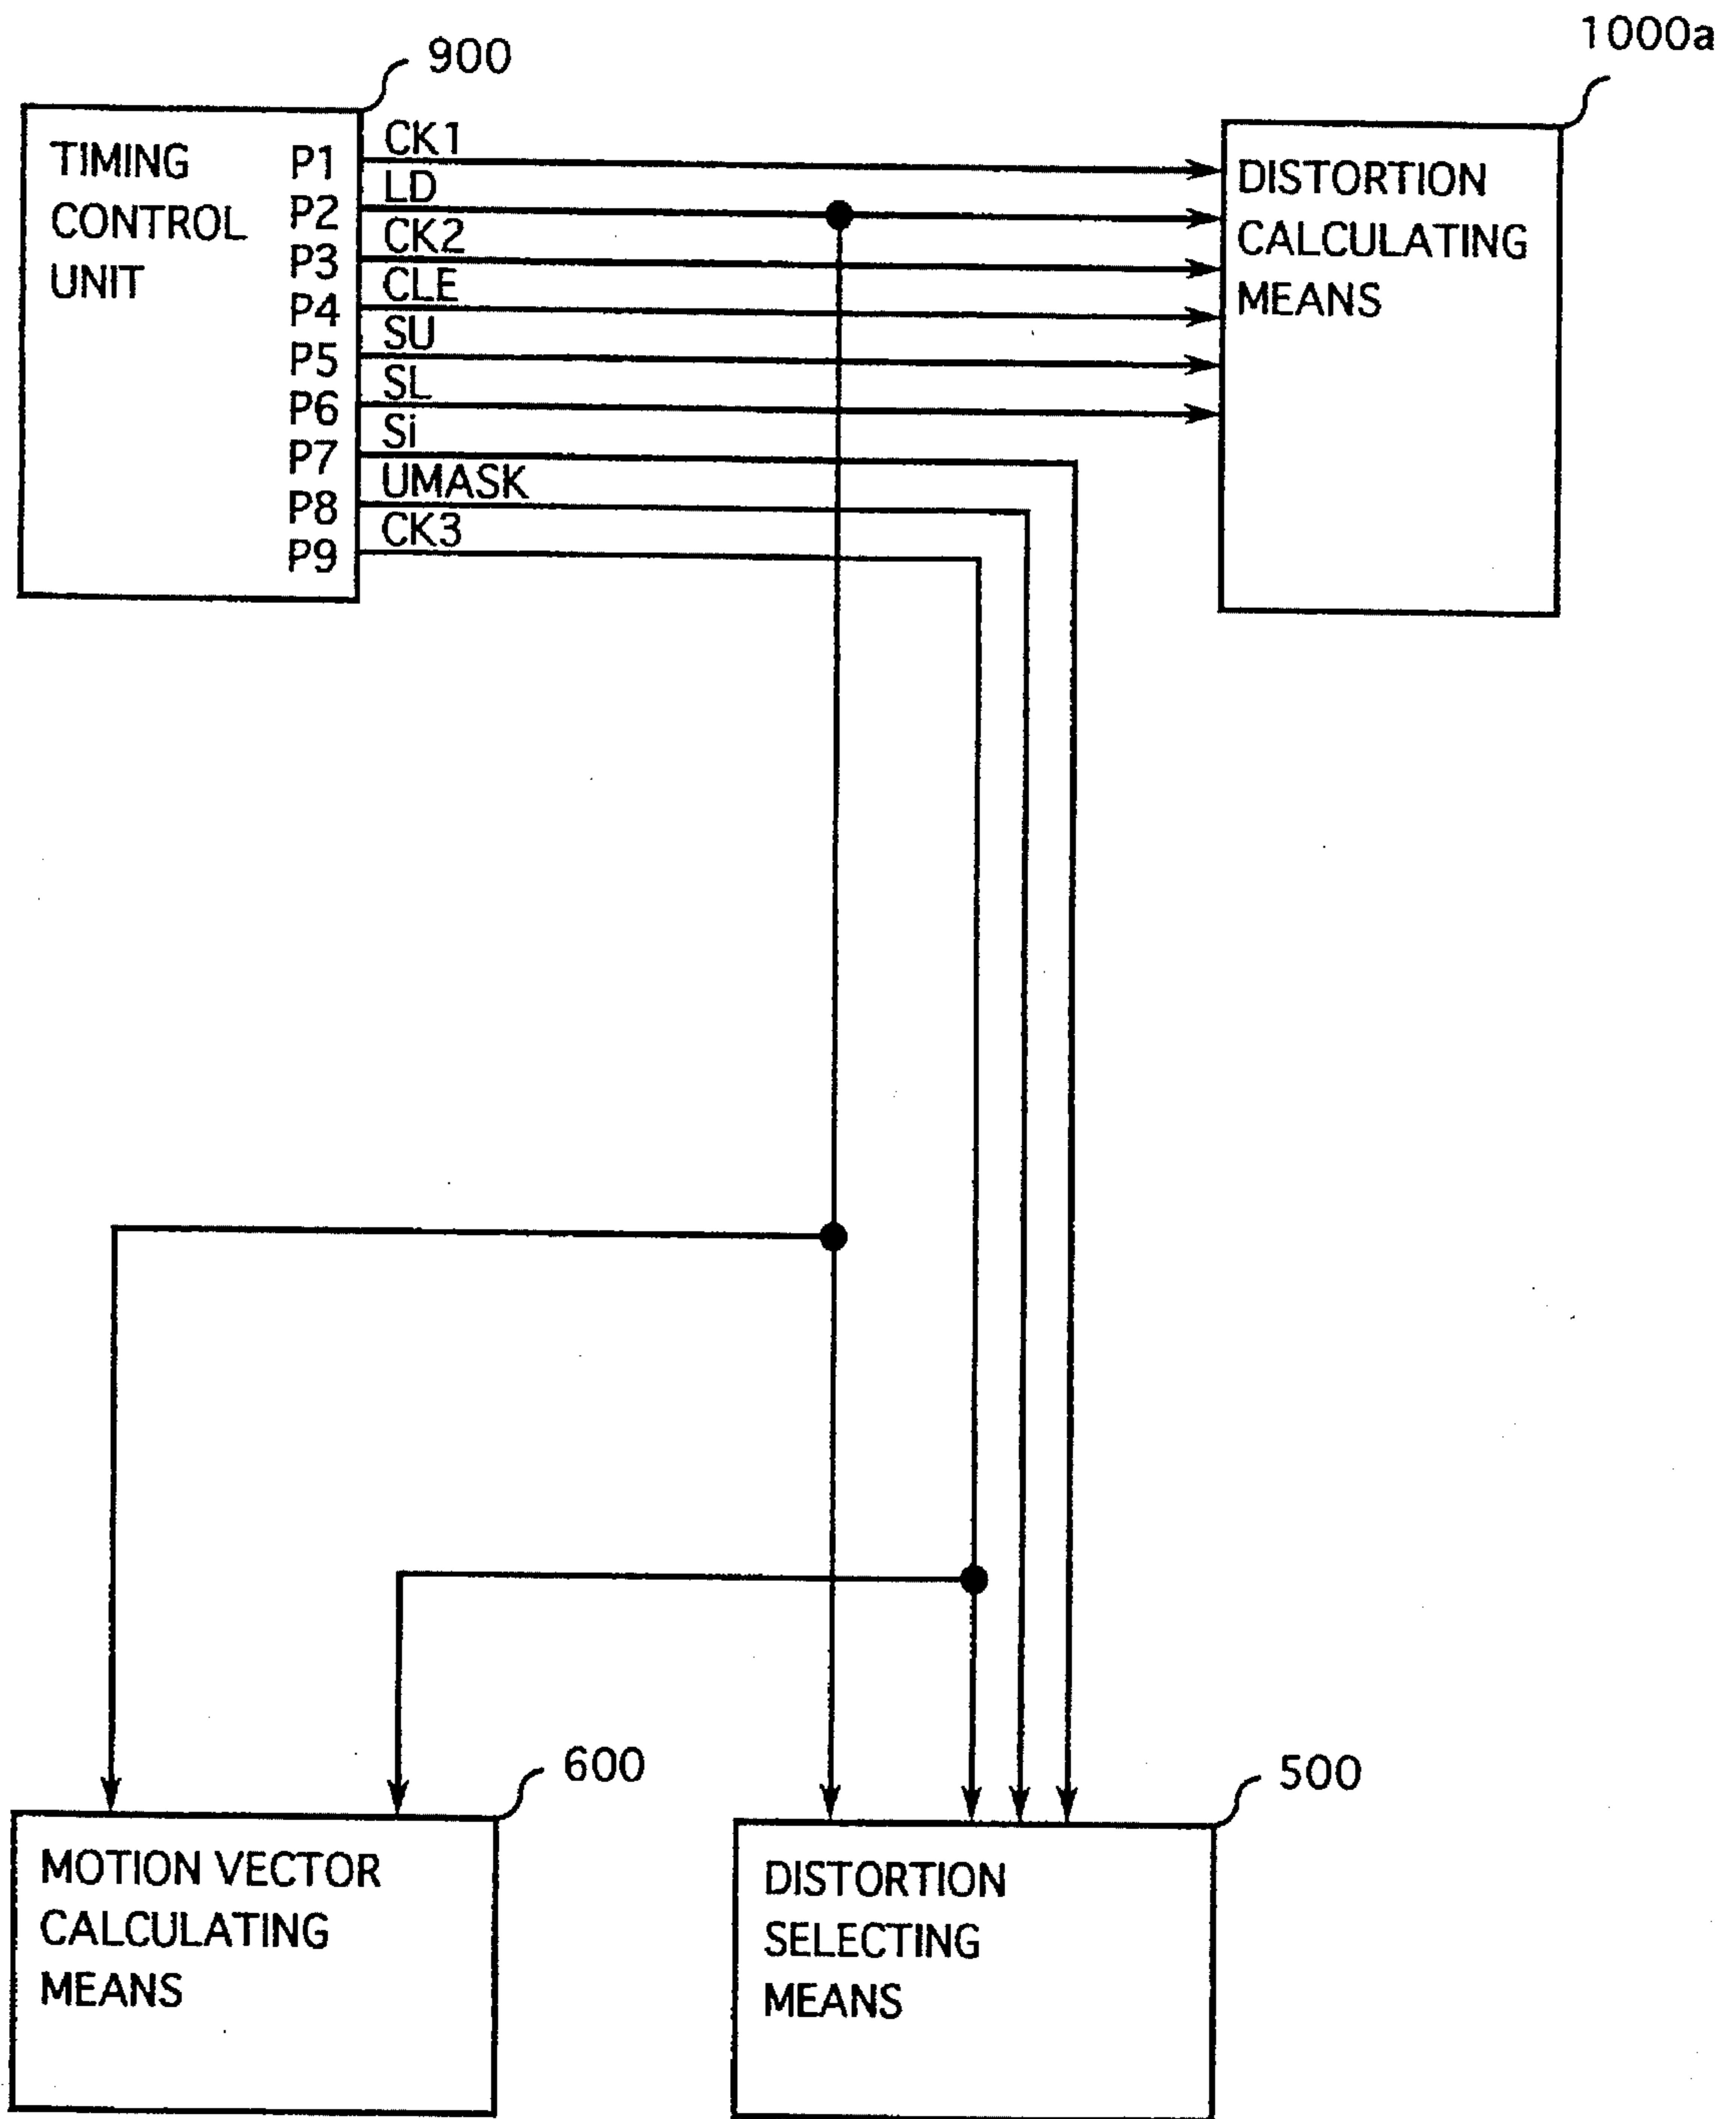 900
1000a
TIMING
CONTROL
UNIT
P1
P2
P3
P4
P5
P6
P7
P8
P9
CK1
LD
CK2
CLE
SU
SL
Si
UMASK
CK3
DISTORTION
CALCULATING
MEANS
600
MOTION VECTOR
CALCULATING
MEANS
500
DISTORTION
SELECTING
MEANS